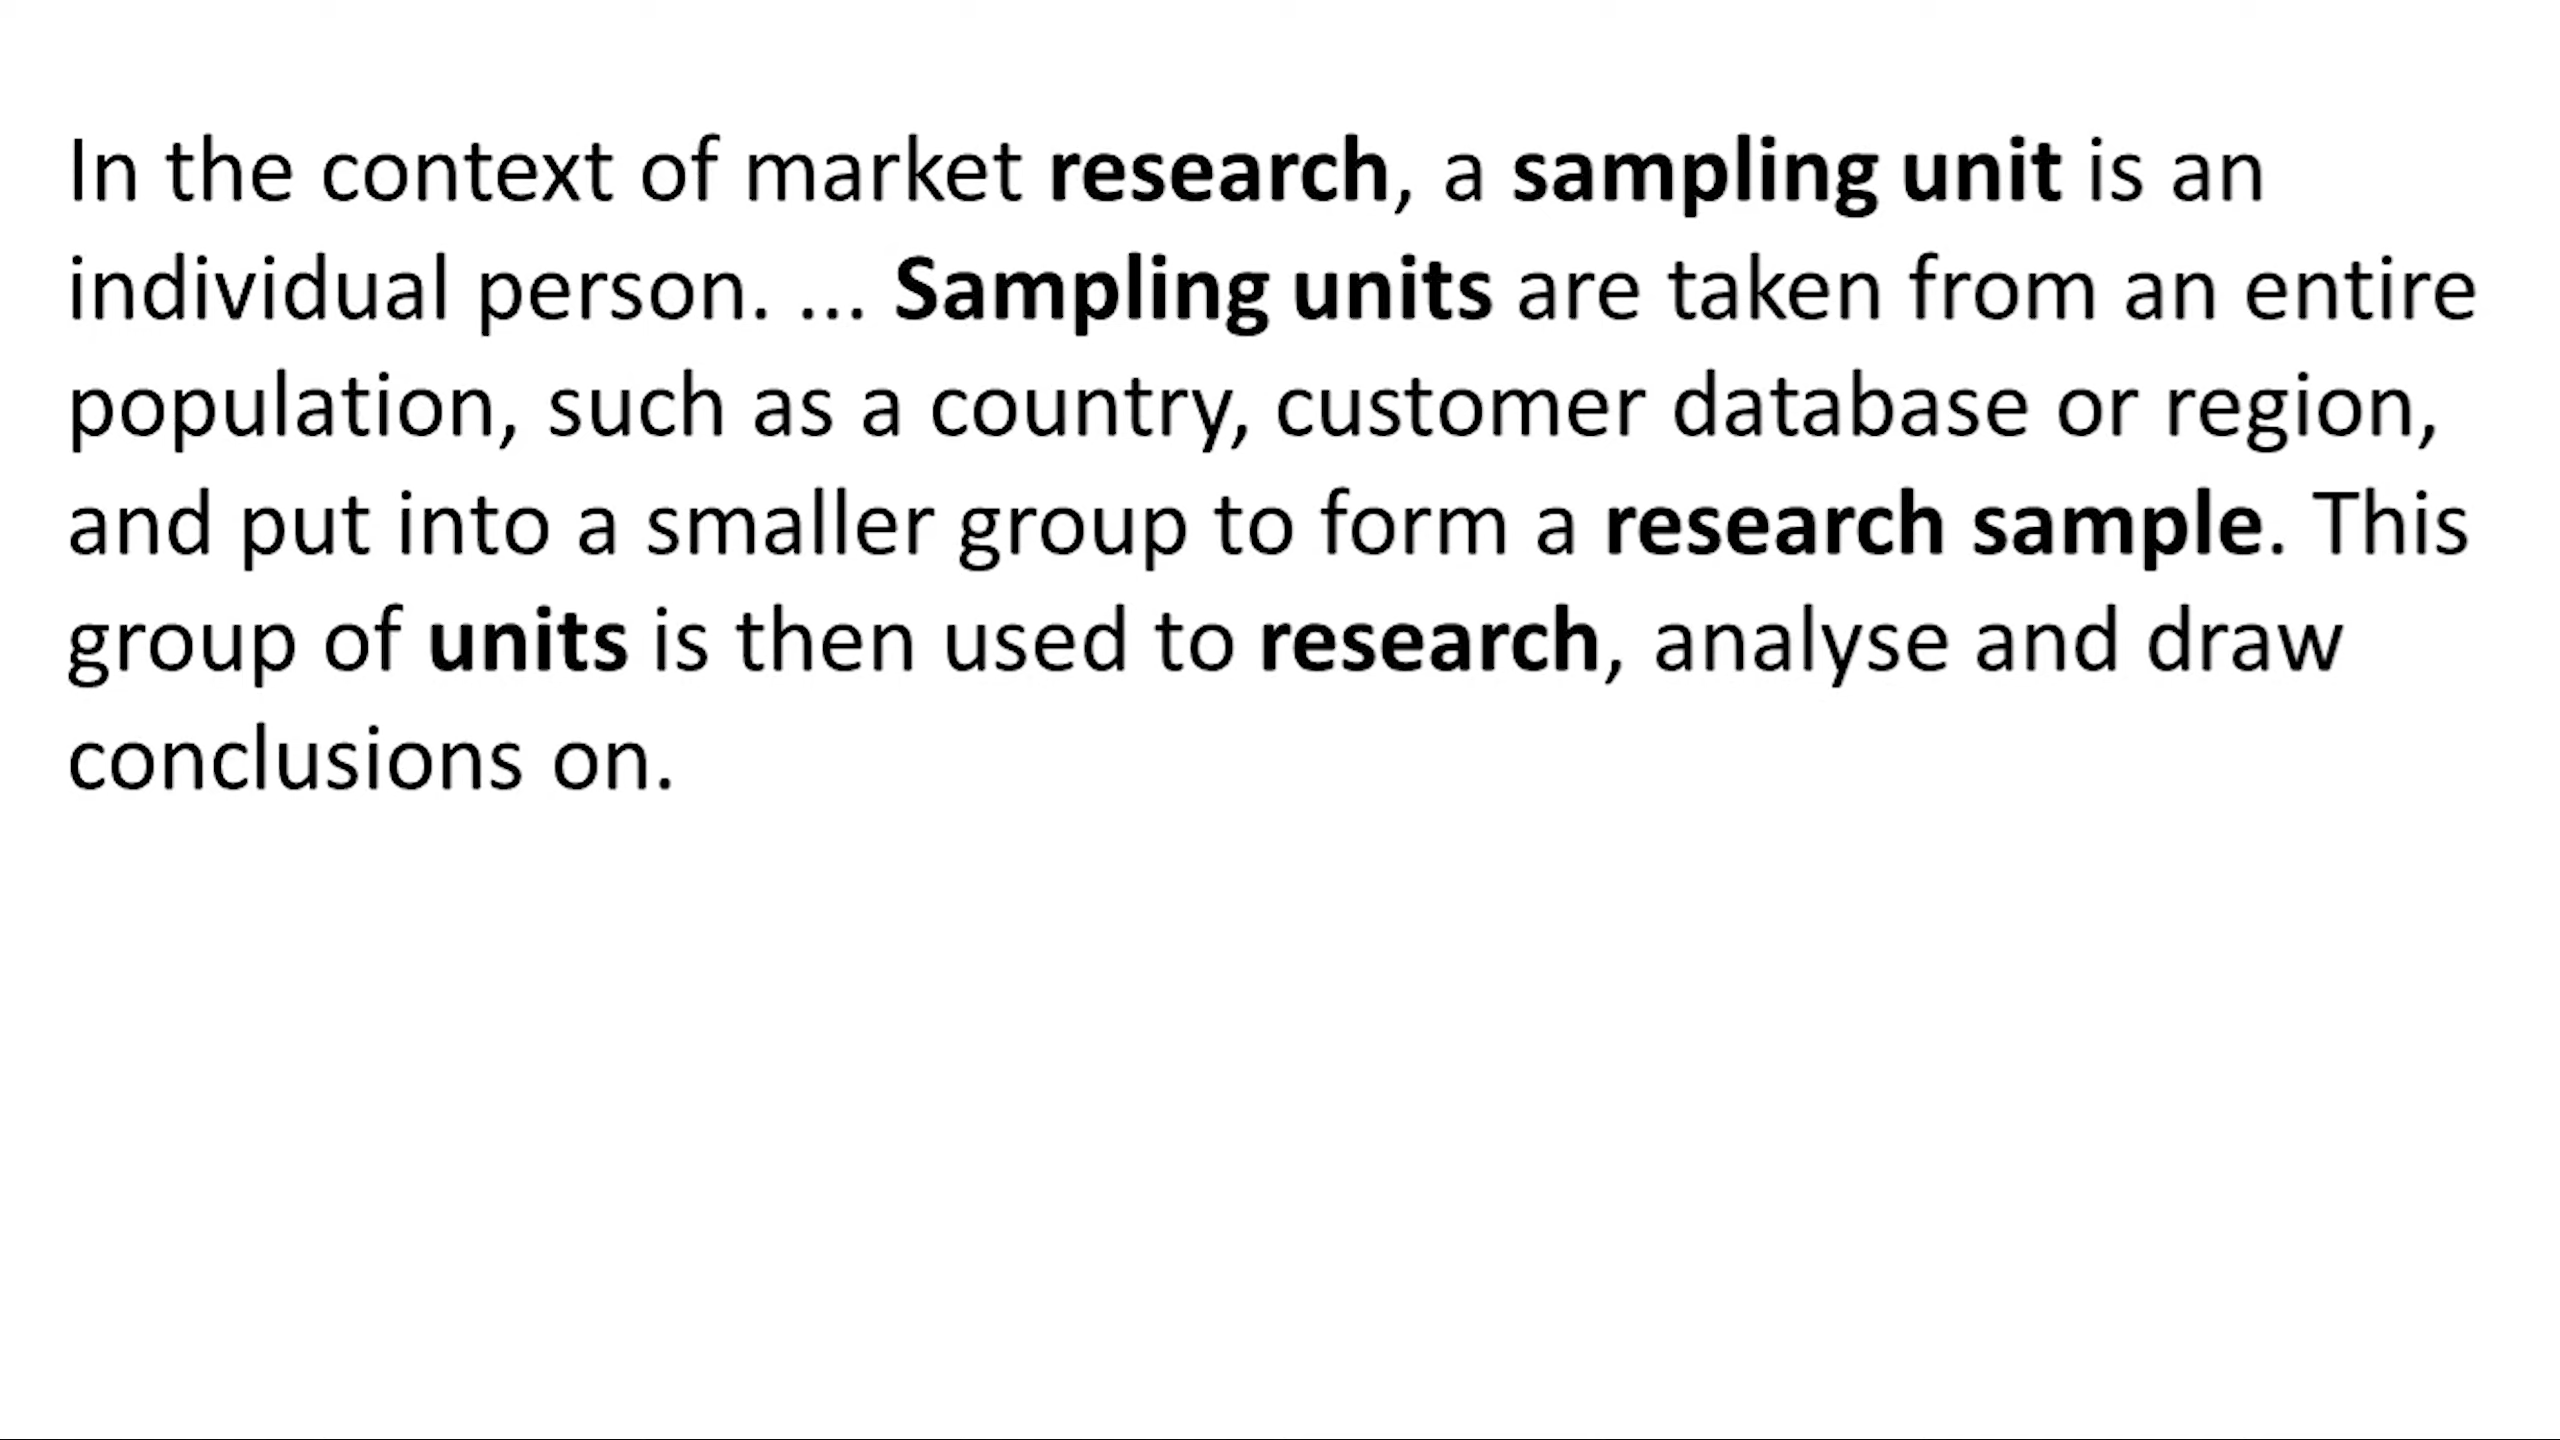 In the context of market research, a sampling unit is an
individual person. ... Sampling units are taken from an entire
population, such as a country, customer database or region,
and put into a smaller group to form a research sample. This
group of units is then used to research, analyse and draw
conclusions on.